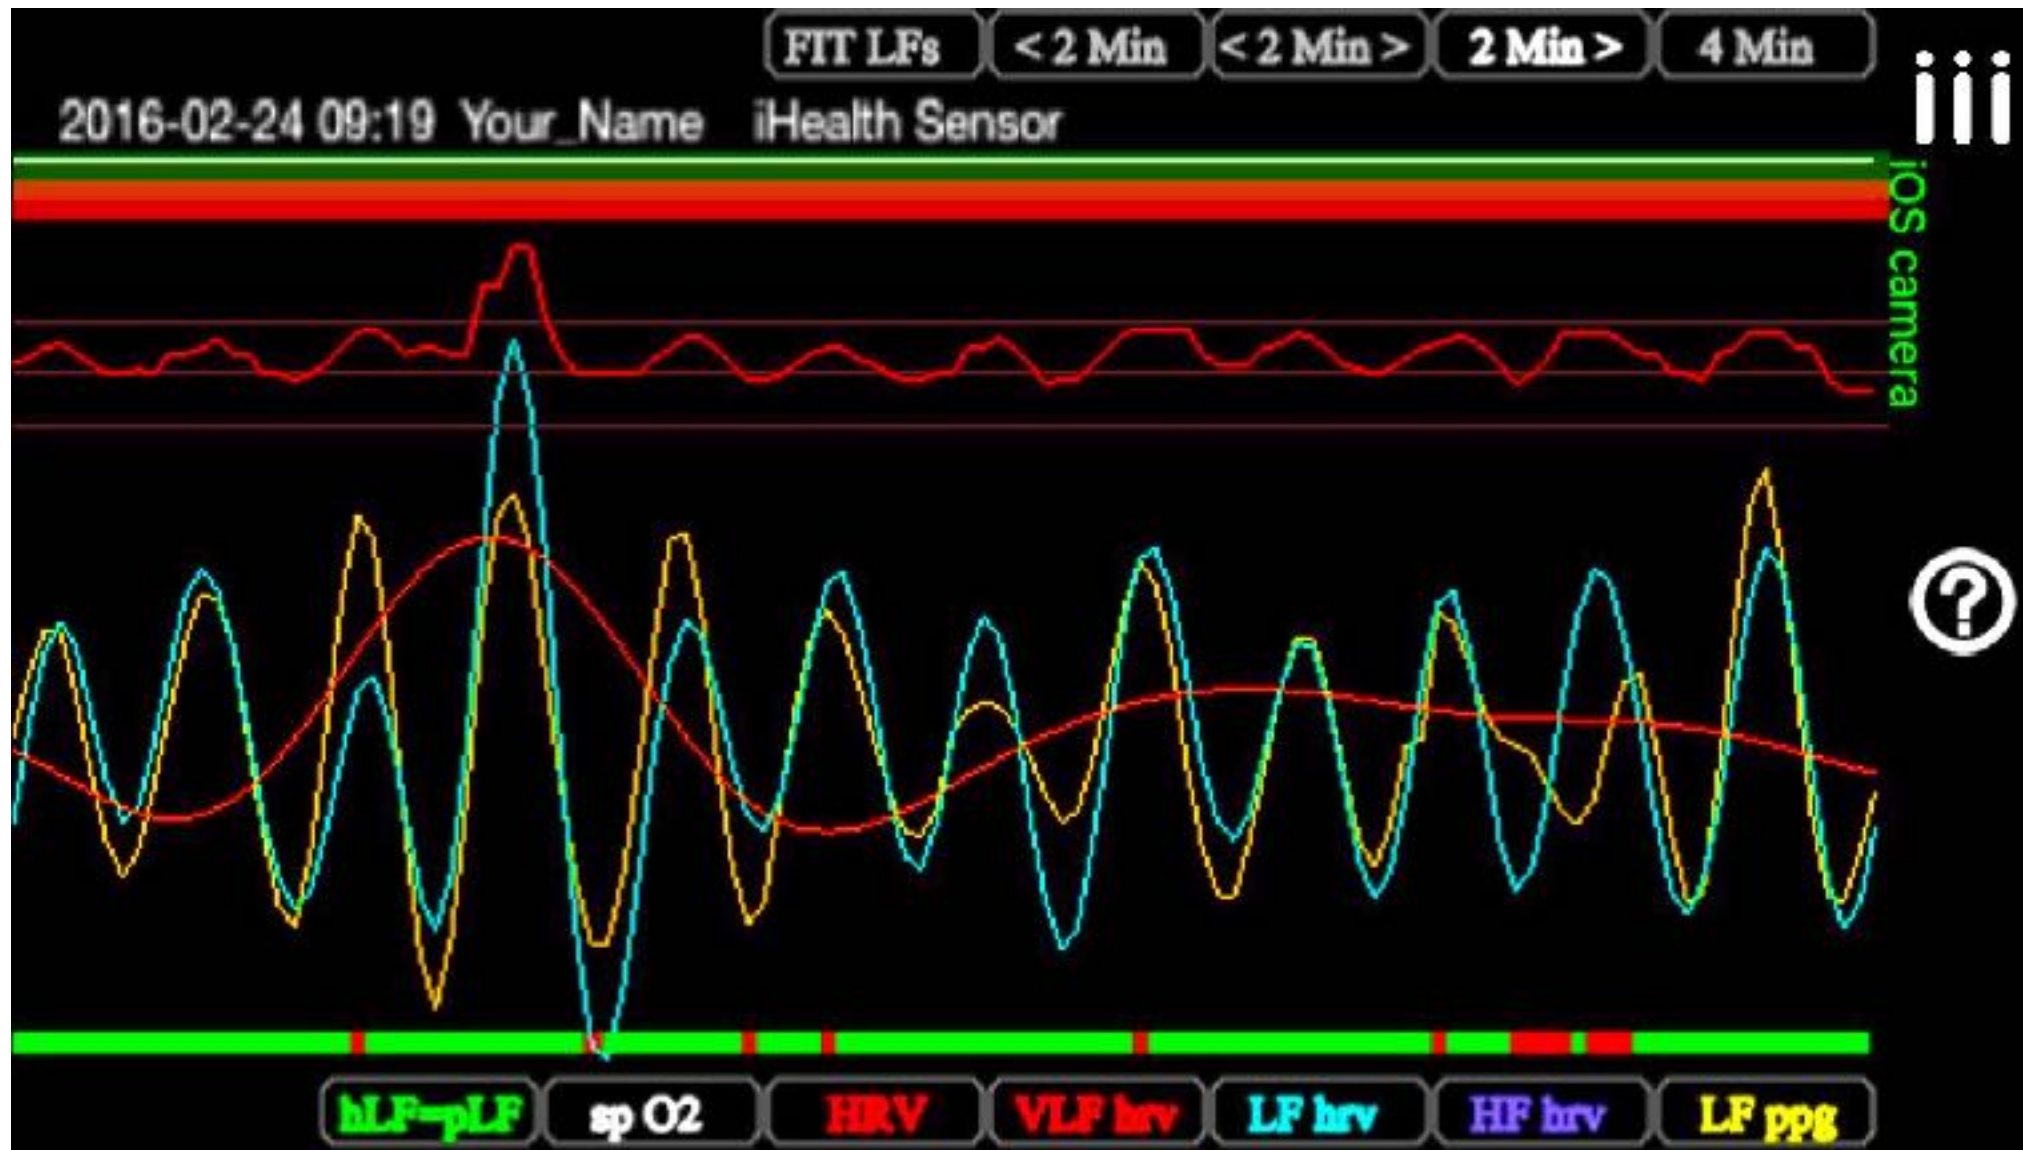 FIT LFs < 2 Min < 2 Min > 2 Min > 4 Min
iii
2016-02-24 09:19 Your_Name iHealth Sensor
iOS camera
?
hLF=pLF sp O2 HRV VLF hrv LF hrv HF hrv LF ppg